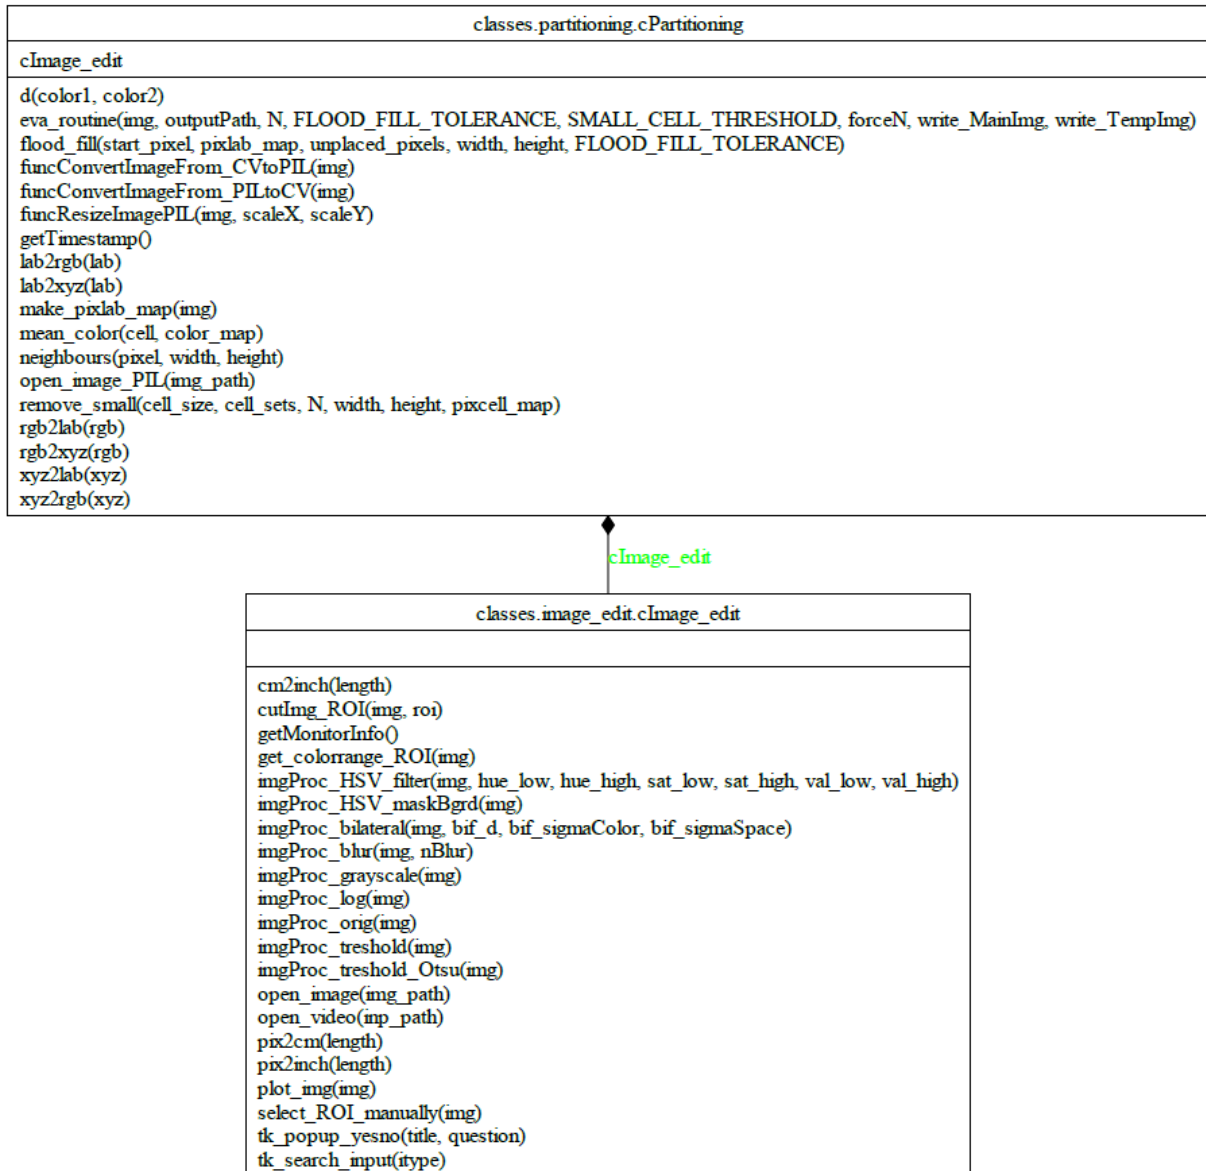 classes.partitioning.cPartitioning
cImage_edit
d(color1, color2)
eva_routine(img, outputPath, N, FLOOD_FILL_TOLERANCE, SMALL_CELL_THRESHOLD, forceN, write_MainImg, write_TempImg)
flood_fill(start_pixel, pixlab_map, unplaced_pixels, width, height, FLOOD_FILL_TOLERANCE)
funcConvertImageFrom_CVtoPIL(img)
funcConvertImageFrom_PILtoCV(img)
funcResizeImagePIL(img, scaleX, scaleY)
getTimestamp()
lab2rgb(lab)
lab2xyz(lab)
make_pixlab_map(img)
mean_color(cell, color_map)
neighbours(pixel, width, height)
open_image_PIL(img_path)
remove_small(cell_size, cell_sets, N, width, height, pixcell_map)
rgb2lab(rgb)
rgb2xyz(rgb)
xyz2lab(xyz)
xyz2rgb(xyz)
cImage_edit
classes.image_edit.cImage_edit
cm2inch(length)
cutImg_ROI(img, roi)
getMonitorInfo()
get_colorrange_ROI(img)
imgProc_HSV_filter(img, hue_low, hue_high, sat_low, sat_high, val_low, val_high)
imgProc_HSV_maskBgrd(img)
imgProc_bilateral(img, bif_d, bif_sigmaColor, bif_sigmaSpace)
imgProc_blur(img, nBlur)
imgProc_grayscale(img)
imgProc_log(img)
imgProc_orig(img)
imgProc_treshold(img)
imgProc_treshold_Otsu(img)
open_image(img_path)
open_video(inp_path)
pix2cm(length)
pix2inch(length)
plot_img(img)
select_ROI_manually(img)
tk_popup_yesno(title, question)
tk_search_input(itype)